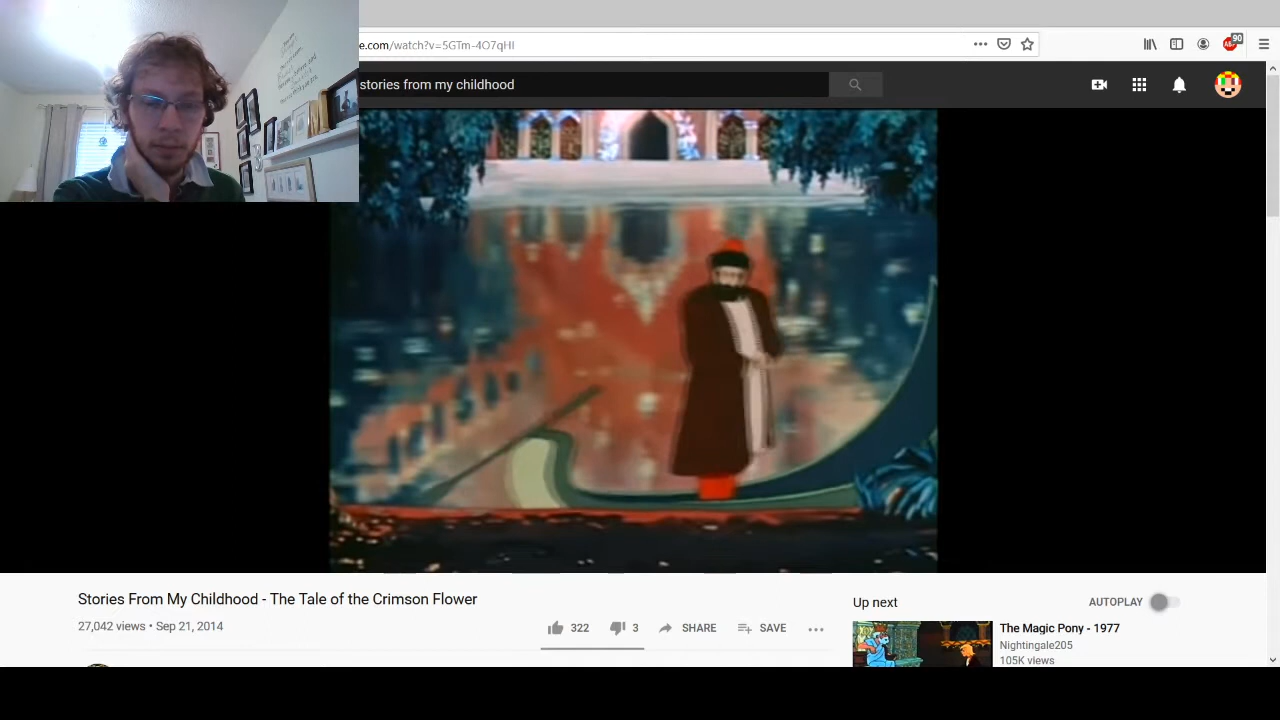 e.com/watch?v=5GTm-4O7qHI
90
stories from my childhood
Stories From My Childhood - The Tale of the Crimson Flower
27,042 views • Sep 21, 2014
322
3
SHARE
SAVE
Up next
AUTOPLAY
The Magic Pony - 1977
Nightingale205
105K views